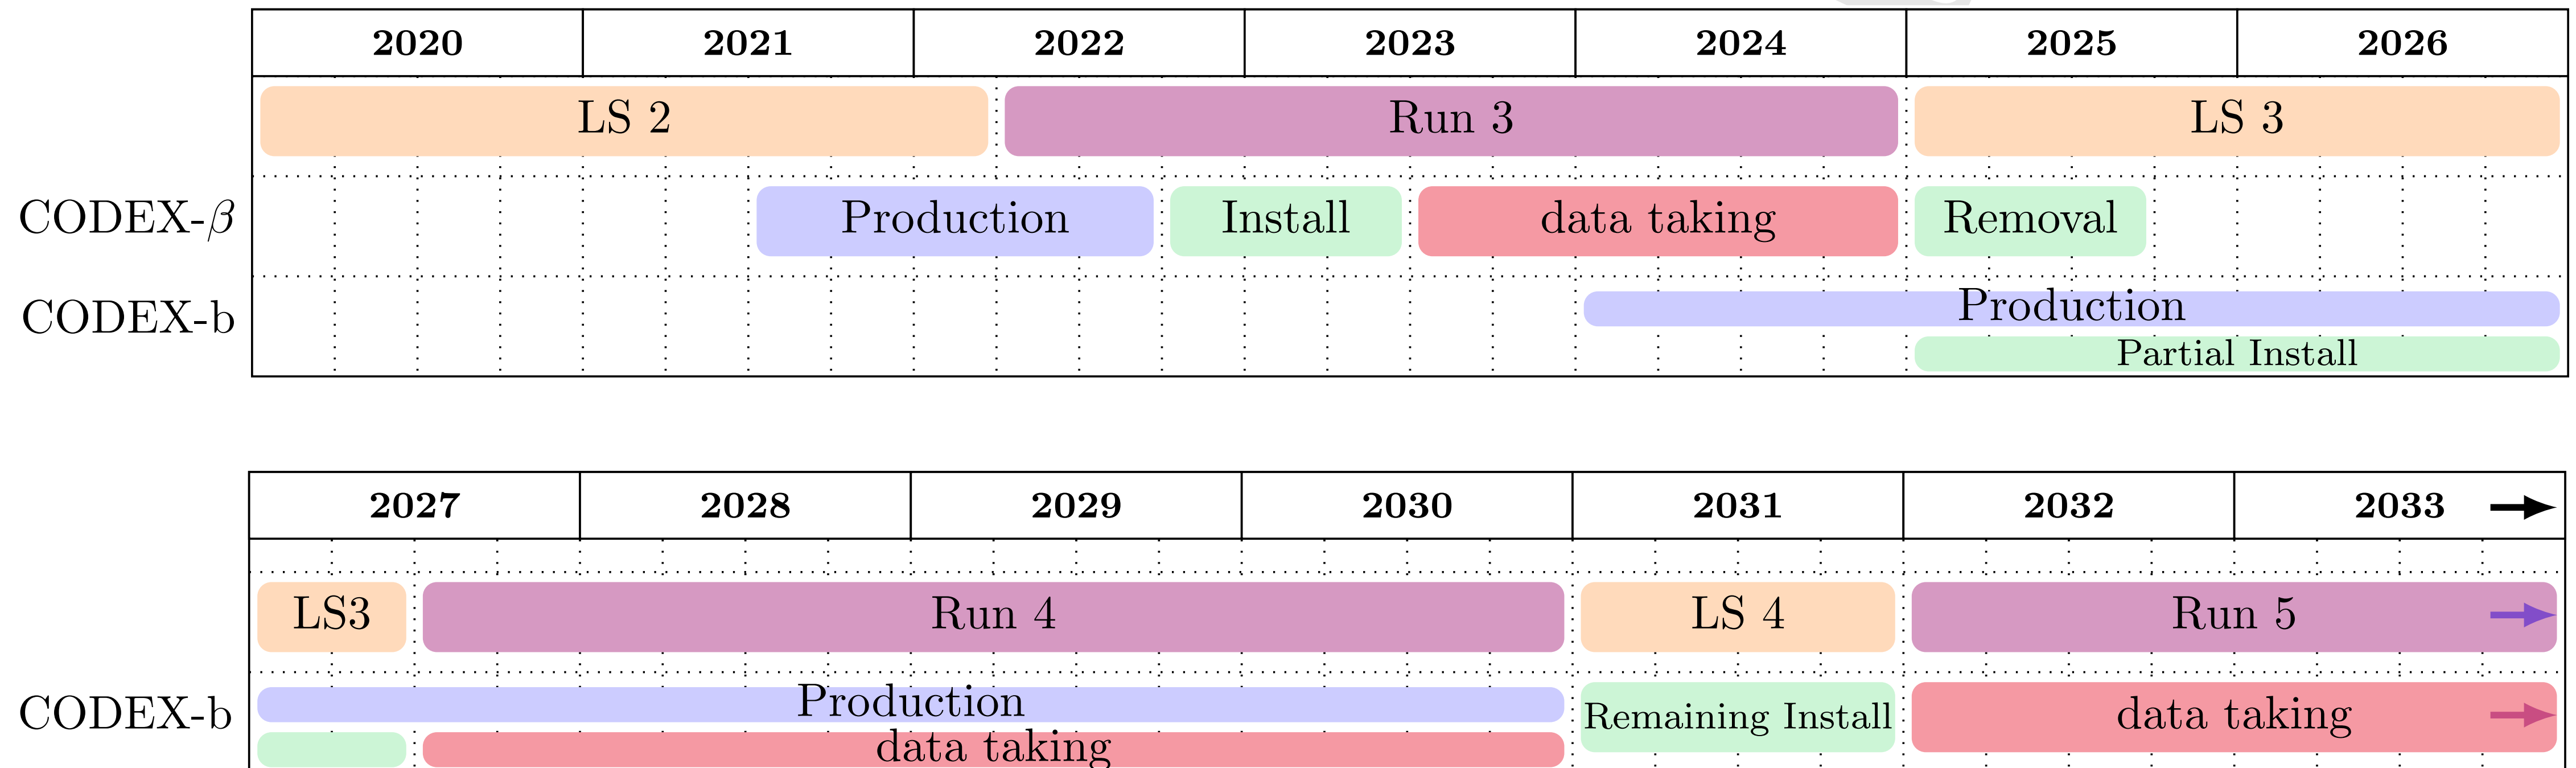 2020 2021 2022 2023 2024 2025 2026
LS 2 Run 3 LS 3
CODEX-β Production Install data taking Removal
CODEX-b Production
Partial Install
2027 2028 2029 2030 2031 2032 2033
LS3 Run 4 LS 4 Run 5
CODEX-b Production Remaining Install data taking
data taking